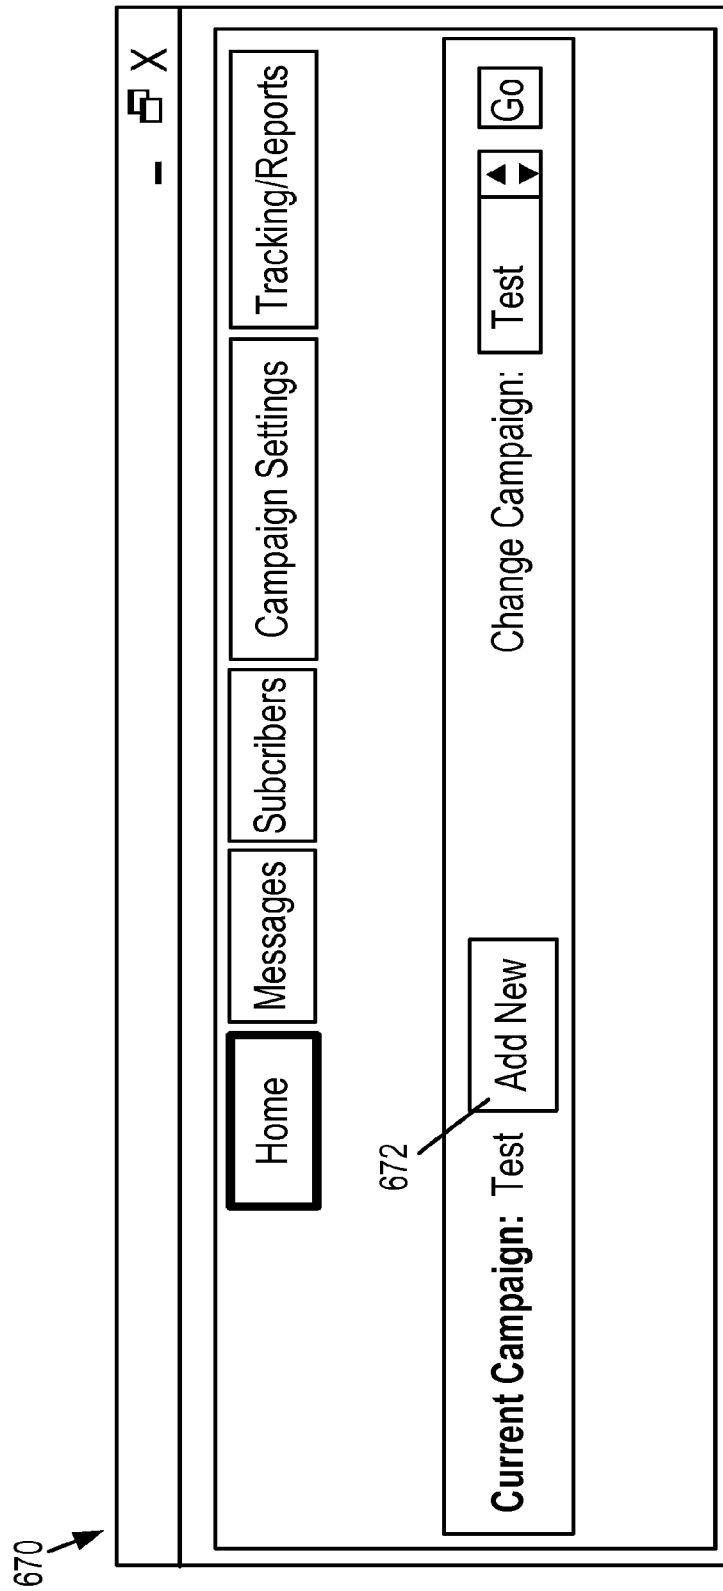 670
– X
Home Messages Subcribers Campaign Settings Tracking/Reports
672
Current Campaign: Test Add New Change Campaign: Test Go